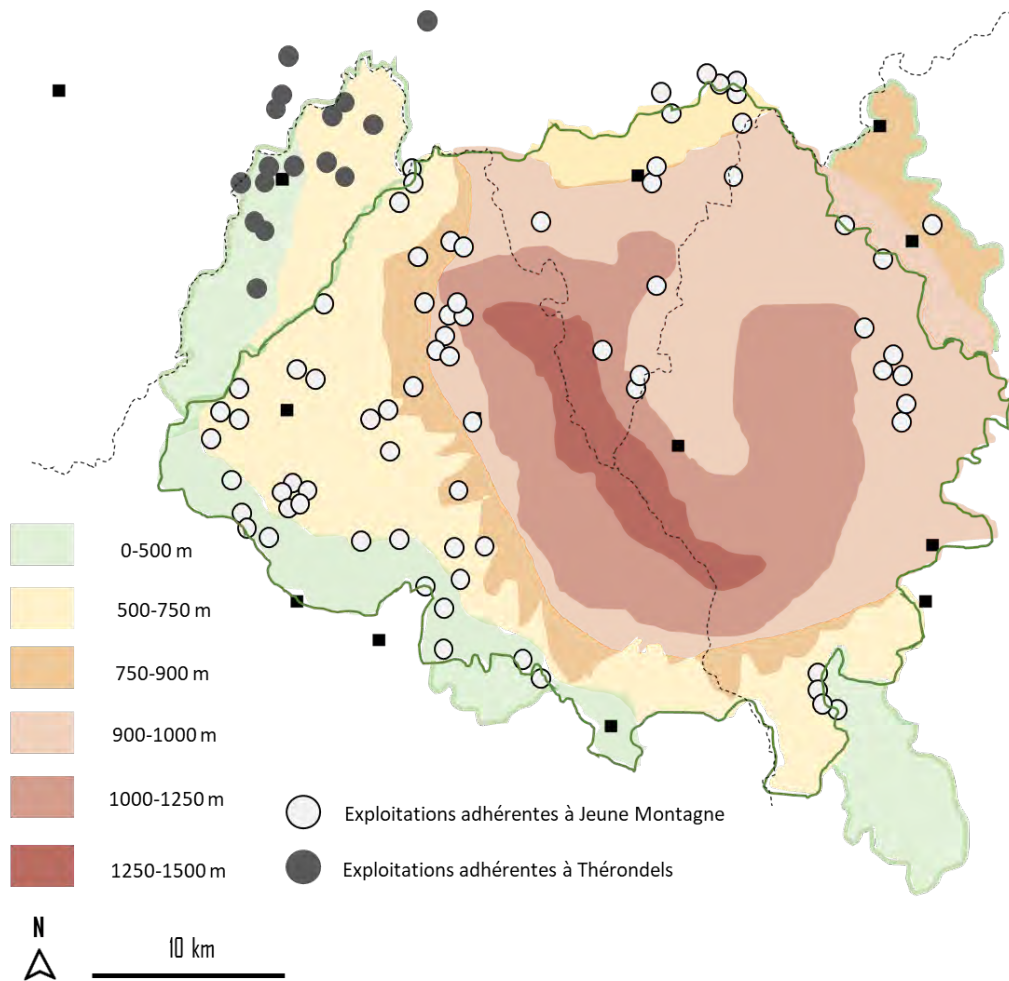 0-500 m
500-750 m
750-900 m
900-1000 m
1000-1250 m
1250-1500 m
Exploitations adhérentes à Jeune Montagne
Exploitations adhérentes à Thérondels
N
10 km